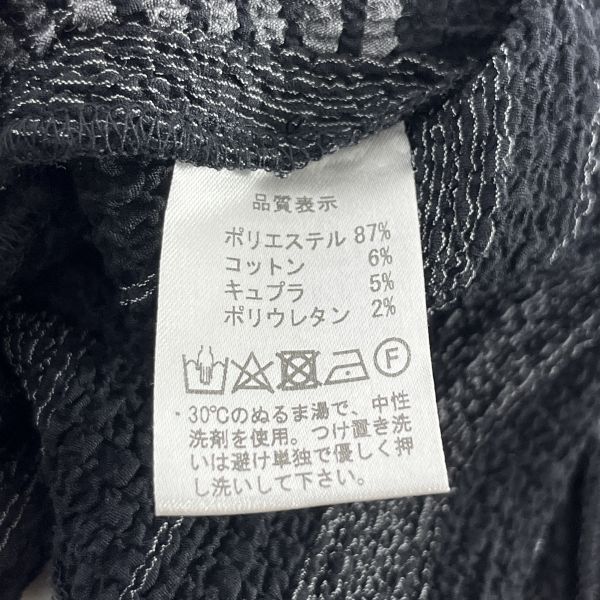 品質表示
ポリエステル 87%
コットン 6%
キュプラ 5%
ポリウレタン 2%
F
・30℃のぬるま湯で、中性
洗剤を使用。つけ置き洗
いは避け単独で優しく押
し洗いして下さい。